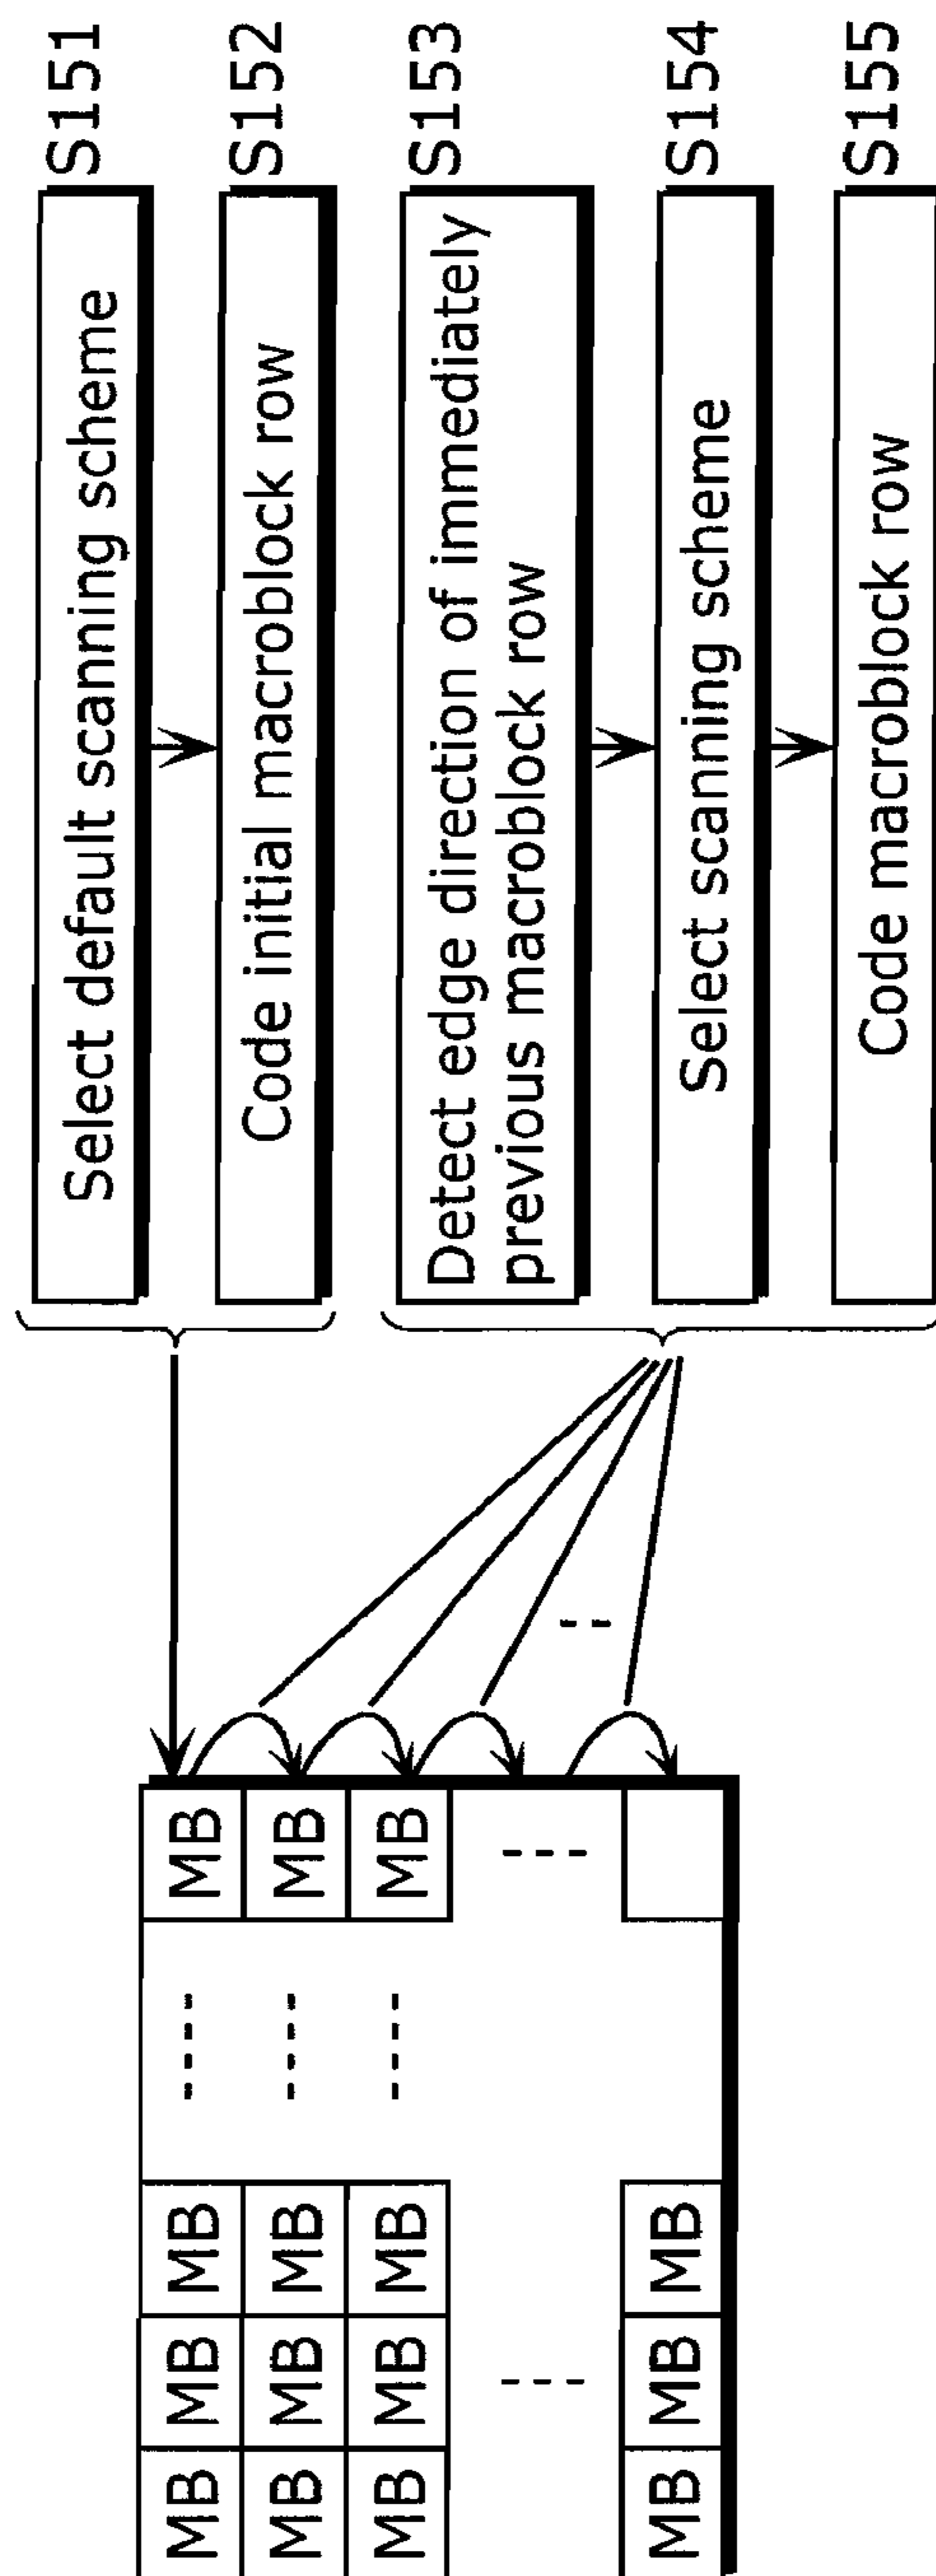 MB MB MB MB
MB MB MB MB
MB MB MB MB
MB MB MB
Select default scanning scheme S151
Code initial macroblock row S152
Detect edge direction of immediately
previous macroblock row S153
Select scanning scheme S154
Code macroblock row S155